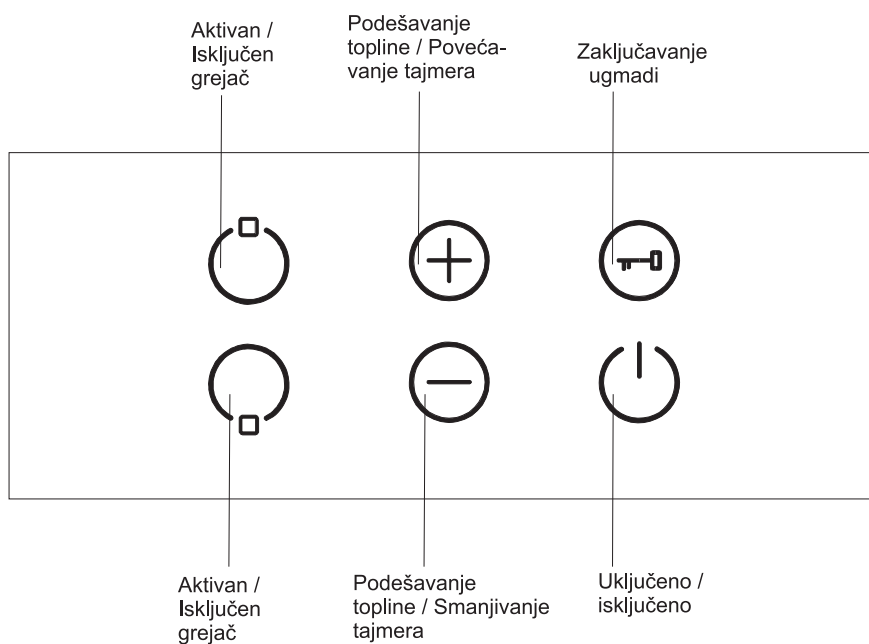 Aktivan /
Isključen
grejač
Podešavanje
topline / Poveća-
vanje tajmera
Zaključavanje
ugmadi
Aktivan /
Isključen
grejač
Podešavanje
topline / Smanjivanje
tajmera
Uključeno /
isključeno